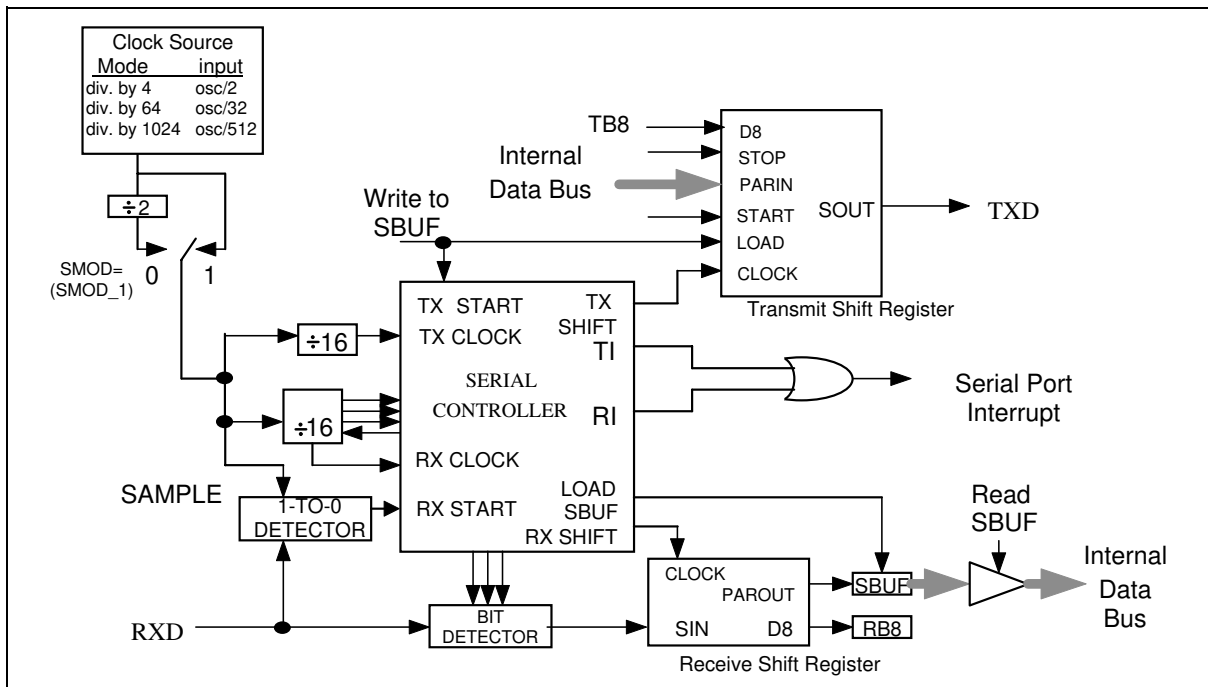 Clock Source
Mode input
div. by 4 osc/2
div. by 64 osc/32
div. by 1024 osc/512
÷2
SMOD=
(SMOD_1)
0 1
Write to
SBUF
TB8
Internal
Data Bus
D8
STOP
PARIN
START
LOAD
CLOCK
SOUT
TXD
Transmit Shift Register
÷16
÷16
TX START
TX CLOCK
SERIAL
CONTROLLER
RX CLOCK
RX START
TX
SHIFT
TI
RI
LOAD
SBUF
RX SHIFT
Serial Port
Interrupt
SAMPLE
1-TO-0
DETECTOR
RXD
BIT
DETECTOR
CLOCK
PAROUT
SIN D8
Receive Shift Register
SBUF
RB8
Read
SBUF
Internal
Data
Bus